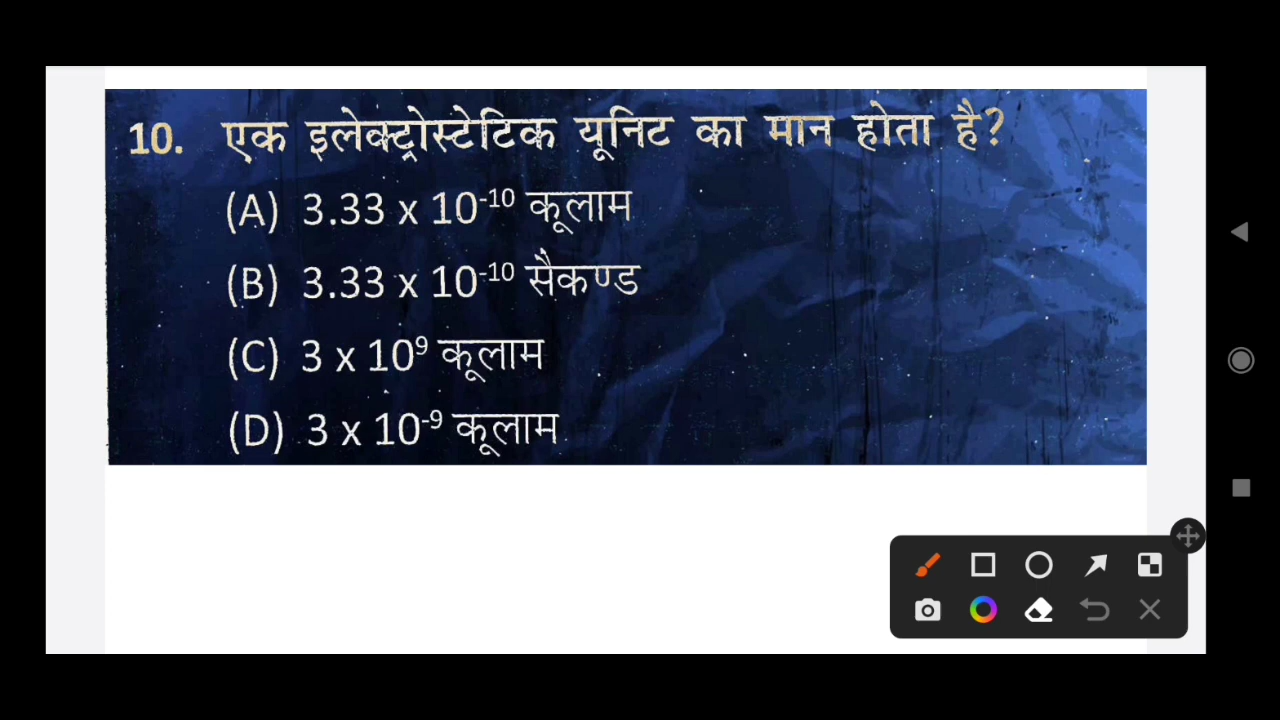 10. एक इलेक्ट्रोस्टेटिक यूनिट का मान होता है?
(A) 3.33 x 10⁻¹⁰ कूलाम
(B) 3.33 x 10⁻¹⁰ सैकण्ड
(C) 3 x 10⁹ कूलाम
(D) 3 x 10⁻⁹ कूलाम